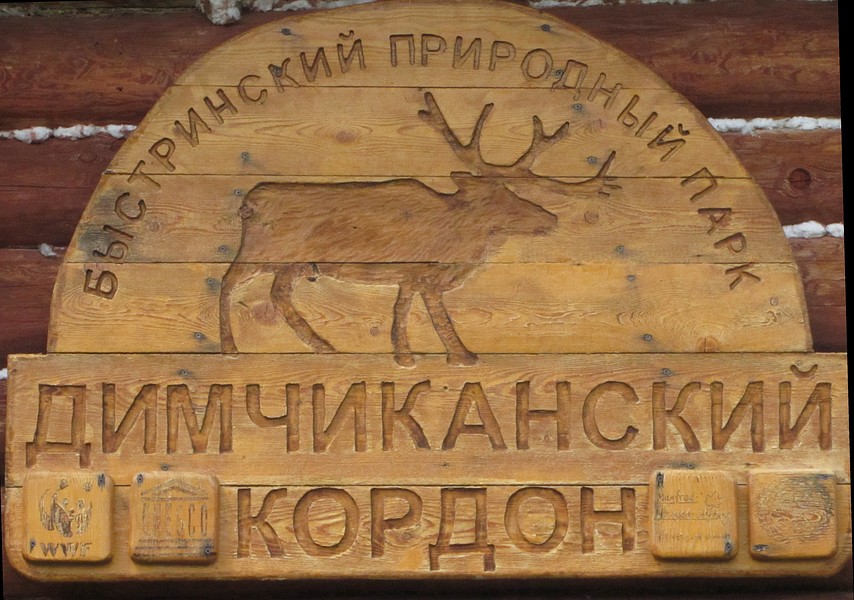 БЫСТРИНСКИЙ ПРИРОДНЫЙ ПАРК
ДИМЧИКАНСКИЙ
КОРДОН
WWF